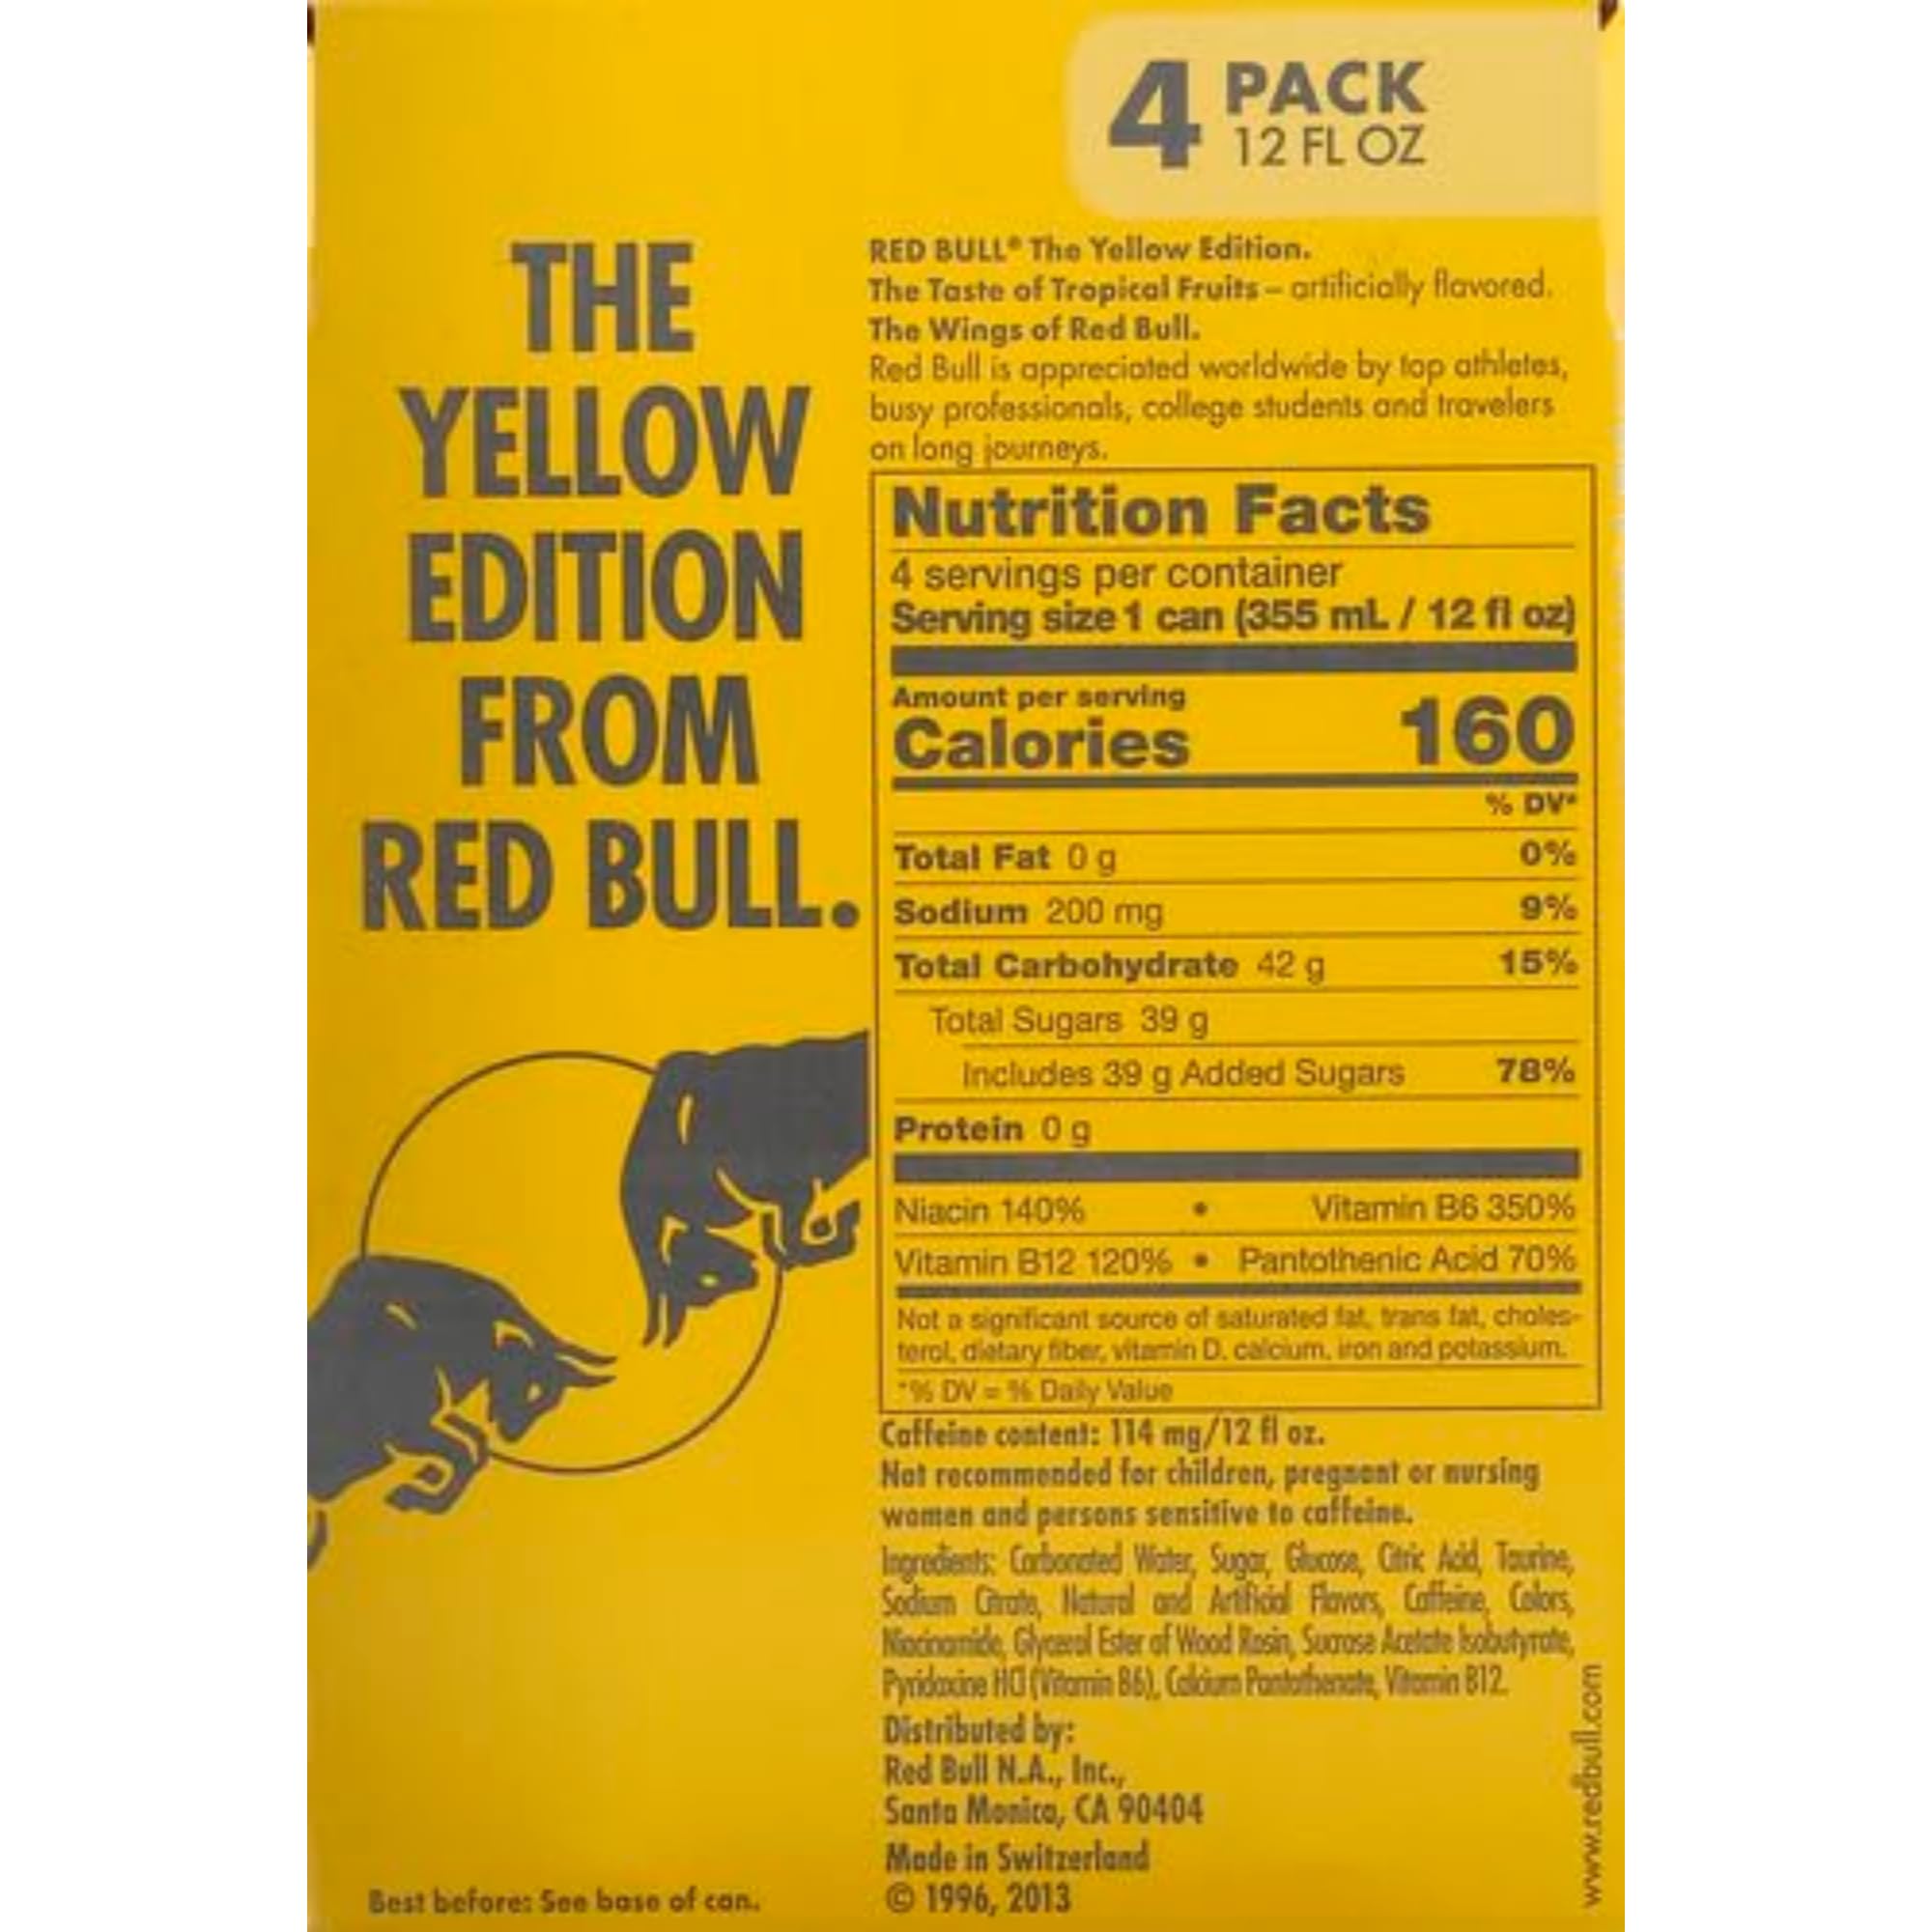 4 PACK
12 FL OZ
THE
YELLOW
EDITION
FROM
RED BULL.
RED BULL® The Yellow Edition.
The Taste of Tropical Fruits – artificially flavored.
The Wings of Red Bull.
Red Bull is appreciated worldwide by top athletes,
busy professionals, college students and travelers
on long journeys.
Nutrition Facts
4 servings per container
Serving size 1 can (355 mL / 12 fl oz)
Amount per serving
Calories 160
% DV*
Total Fat 0 g 0%
Sodium 200 mg 9%
Total Carbohydrate 42 g 15%
Total Sugars 39 g
Includes 39 g Added Sugars 78%
Protein 0 g
Niacin 140% • Vitamin B6 350%
Vitamin B12 120% • Pantothenic Acid 70%
Not a significant source of saturated fat, trans fat, choles-
terol, dietary fiber, vitamin D, calcium, iron and potassium.
*% DV = % Daily Value
Caffeine content: 114 mg/12 fl oz.
Not recommended for children, pregnant or nursing
women and persons sensitive to caffeine.
Ingredients: Carbonated Water, Sugar, Glucose, Citric Acid, Taurine,
Sodium Citrate, Natural and Artificial Flavors, Caffeine, Colors,
Niacinamide, Glycerol Ester of Wood Rosin, Sucrose Acetate Isobutyrate,
Pyridoxine HCl (Vitamin B6), Calcium Pantothenate, Vitamin B12.
Distributed by:
Red Bull N.A., Inc.,
Santa Monica, CA 90404
Made in Switzerland
© 1996, 2013
www.redbull.com
Best before: See base of can.